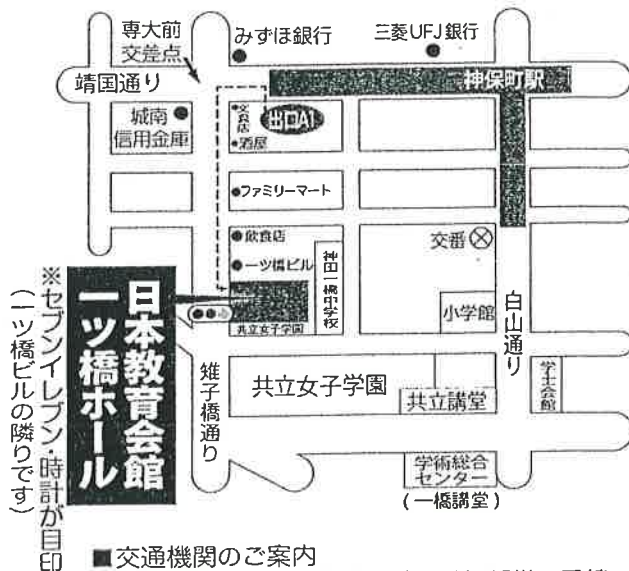 専大前
交差点
みずほ銀行
三菱UFJ銀行
靖国通り
神保町駅
城南
信用金庫
文食店
出口A1
酒屋
ファミリーマート
飲食店
一ツ橋ビル
神田一橋中学校
交番
小学館
白山通り
日本教育会館
一ツ橋ホール
※セブンイレブン・時計が目印
(一ツ橋ビルの隣りです)
共立女子学園
雉子橋通り
共立女子学園
共立講堂
学士会館
学術総合
センター
(一橋講堂)
■交通機関のご案内